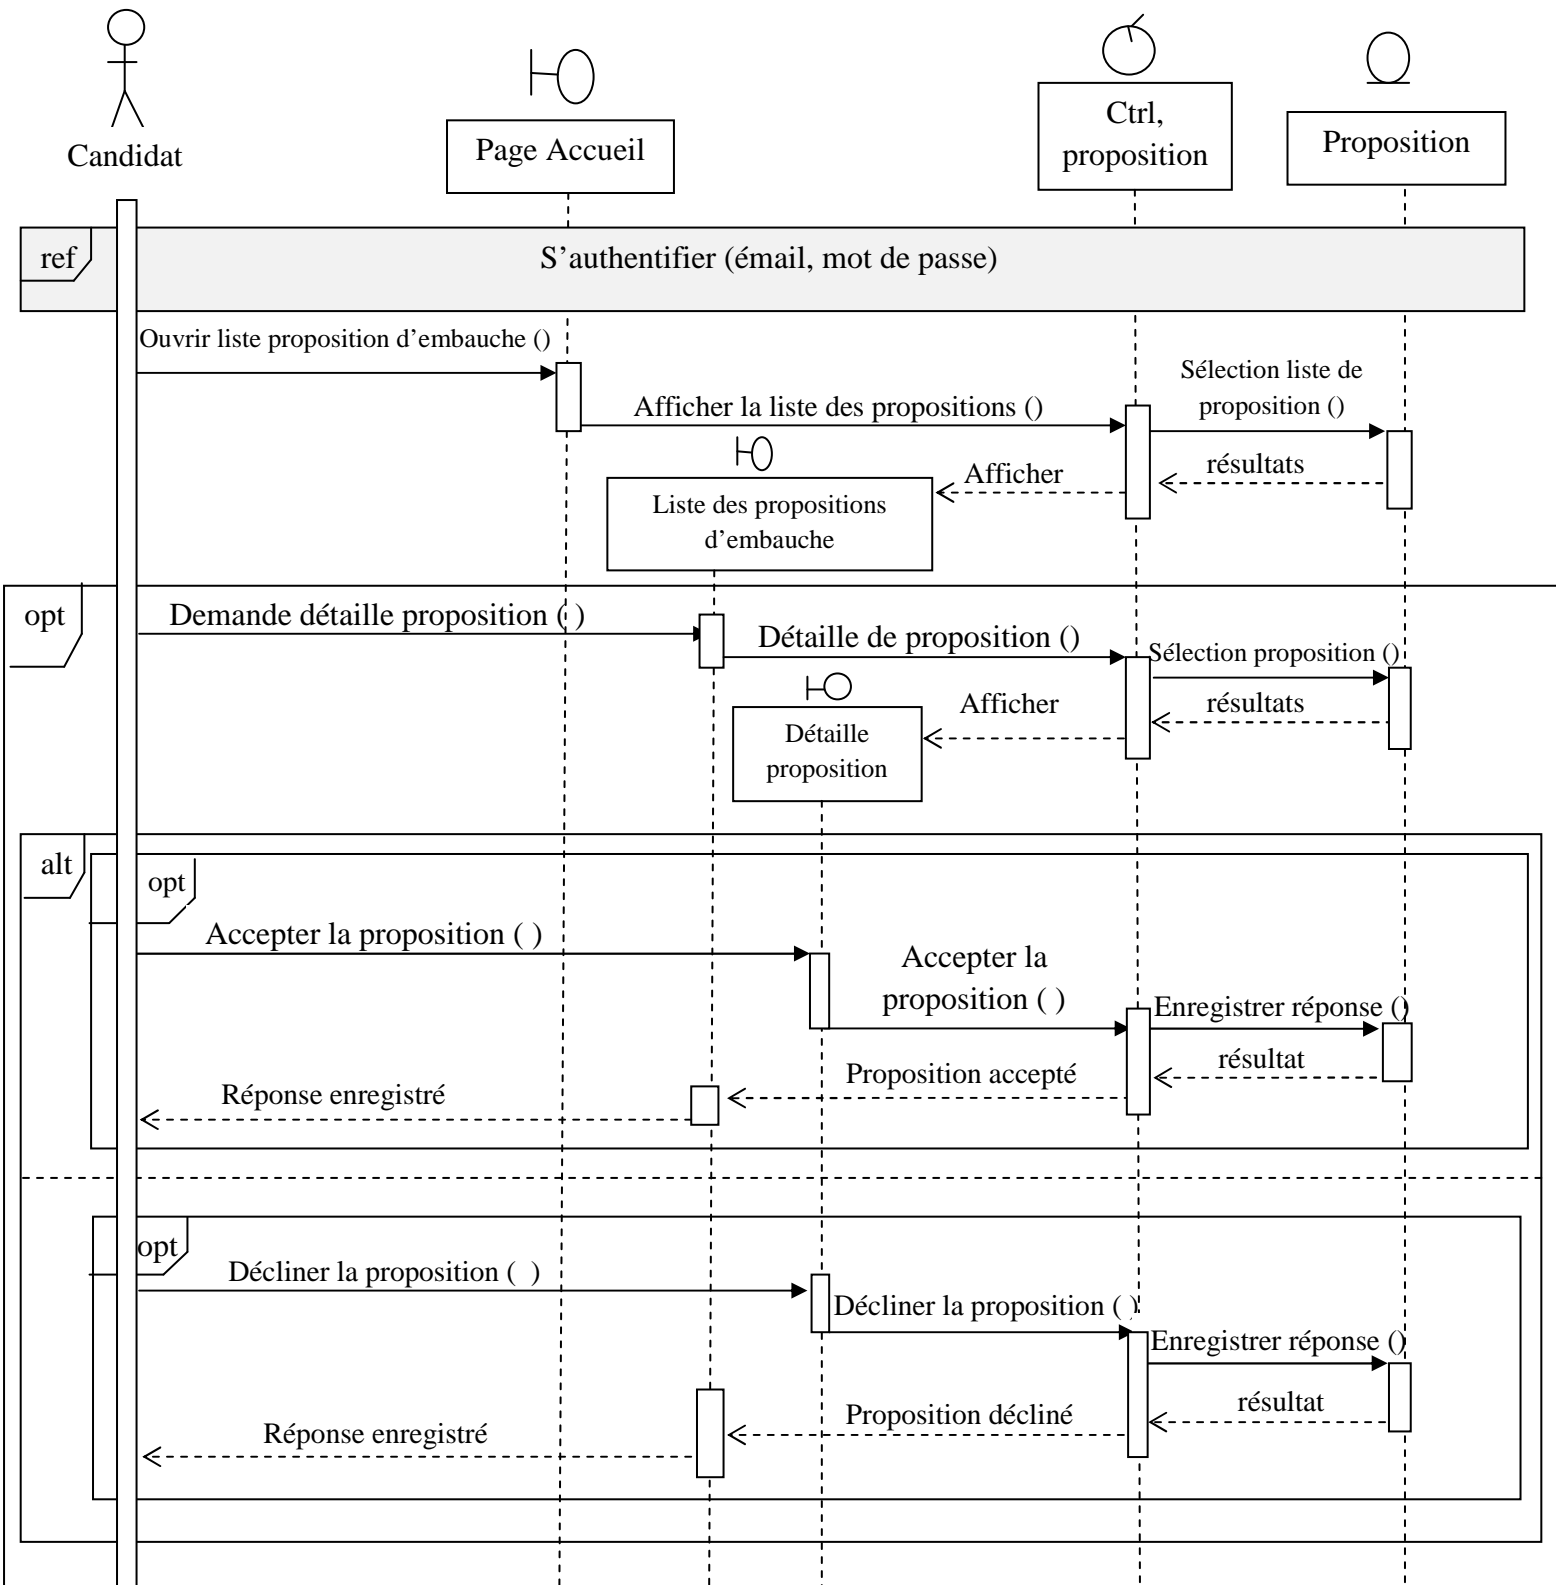 Candidat
Page Accueil
Ctrl,
proposition
Proposition
ref
S’authentifier (émail, mot de passe)
Ouvrir liste proposition d’embauche ()
Sélection liste de
proposition ()
Afficher la liste des propositions ()
résultats
Afficher
Liste des propositions
d’embauche
opt
Demande détaille proposition ( )
Détaille de proposition ()
Sélection proposition ()
résultats
Afficher
Détaille
proposition
alt
opt
Accepter la proposition ( )
Accepter la
proposition ( )
Enregistrer réponse ()
résultat
Proposition accepté
Réponse enregistré
opt
Décliner la proposition (  )
Décliner la proposition ( )
Enregistrer réponse ()
résultat
Proposition décliné
Réponse enregistré